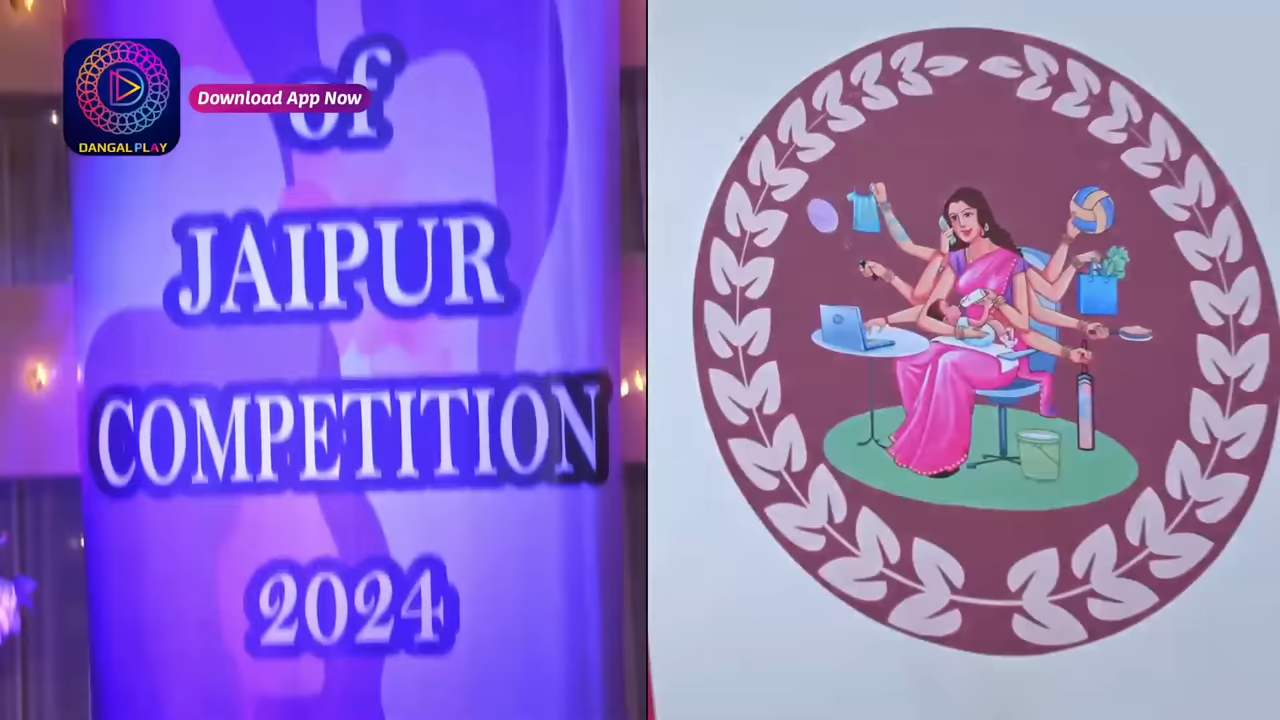 of
JAIPUR
COMPETITION
2024
DANGAL PLAY
Download App Now